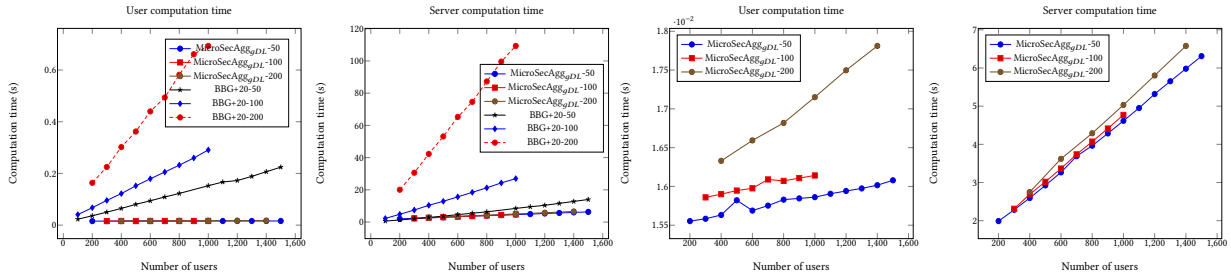 User computation time
Computation time (s)
0.6
0.4
0.2
0
0 200 400 600 800 1,000 1,200 1,400 1,600
Number of users
MicroSecAgg_gDL-50
MicroSecAgg_gDL-100
MicroSecAgg_gDL-200
BBG+20-50
BBG+20-100
BBG+20-200
Server computation time
Computation time (s)
120
100
80
60
40
20
0
0 200 400 600 800 1,000 1,200 1,400 1,600
Number of users
MicroSecAgg_gDL-50
MicroSecAgg_gDL-100
MicroSecAgg_gDL-200
BBG+20-50
BBG+20-100
BBG+20-200
User computation time
·10⁻²
Computation time (s)
1.8
1.75
1.7
1.65
1.6
1.55
200 400 600 800 1,000 1,200 1,400 1,600
Number of users
MicroSecAgg_gDL-50
MicroSecAgg_gDL-100
MicroSecAgg_gDL-200
Server computation time
Computation time (s)
7
6
5
4
3
2
200 400 600 800 1,000 1,200 1,400 1,600
Number of users
MicroSecAgg_gDL-50
MicroSecAgg_gDL-100
MicroSecAgg_gDL-200